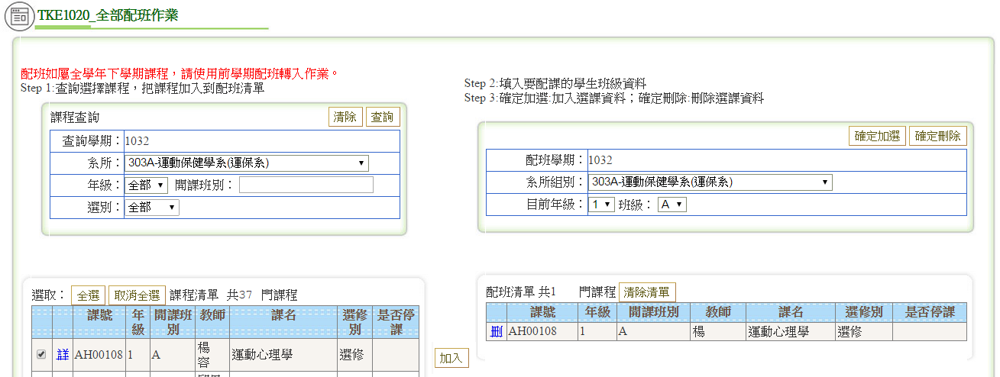 TKE1020_全部配班作業
配班如屬全學年下學期課程，請使用前學期配班轉入作業。
Step 1:查詢選擇課程，把課程加入到配班清單
課程查詢 清除 查詢
查詢學期： 1032
系所： 303A-運動保健學系(運保系)
年級： 全部 開課班別：
選別： 全部
選取： 全選 取消全選 課程清單 共37 門課程
課號 年級 開課班別 教師 課名 選修別 是否停課
詳 AH00108 1 A 楊容 運動心理學 選修
加入
Step 2:填入要配課的學生班級資料
Step 3:確定加選:加入選課資料；確定刪除:刪除選課資料
確定加選 確定刪除
配班學期： 1032
系所組別： 303A-運動保健學系(運保系)
目前年級： 1 班級： A
配班清單 共1 門課程 清除清單
課號 年級 開課班別 教師 課名 選修別 是否停課
刪 AH00108 1 A 楊 運動心理學 選修